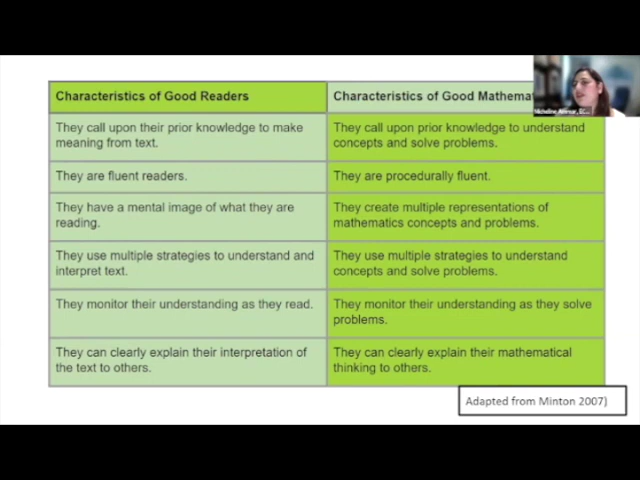 Characteristics of Good Readers
Characteristics of Good
They call upon their prior knowledge to make
meaning from text.
They call upon prior knowledge to understand
concepts and solve problems.
They are fluent readers.
They are procedurally fluent.
They have a mental image of what they are
reading.
They create multiple representations of
mathematics concepts and problems.
They use multiple strategies to understand and
interpret text.
They use multiple strategies to understand
concepts and solve problems.
They monitor their understanding as they read.
They monitor their understanding as they solve
problems.
They can clearly explain their interpretation of
the text to others.
They can clearly explain their mathematical
thinking to others.
Adapted from Minton 2007)